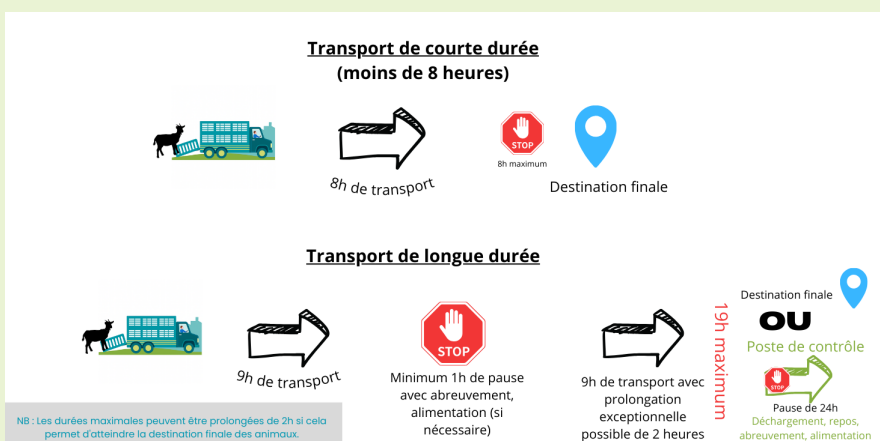 Transport de courte durée
(moins de 8 heures)
8h de transport
STOP
8h maximum
Destination finale
Transport de longue durée
9h de transport
STOP
Minimum 1h de pause
avec abreuvement,
alimentation (si
nécessaire)
9h de transport avec
prolongation
exceptionnelle
possible de 2 heures
19h maximum
Destination finale
OU
Poste de contrôle
STOP
Pause de 24h
Déchargement, repos,
abreuvement, alimentation
NB : Les durées maximales peuvent être prolongées de 2h si cela
permet d'atteindre la destination finale des animaux.